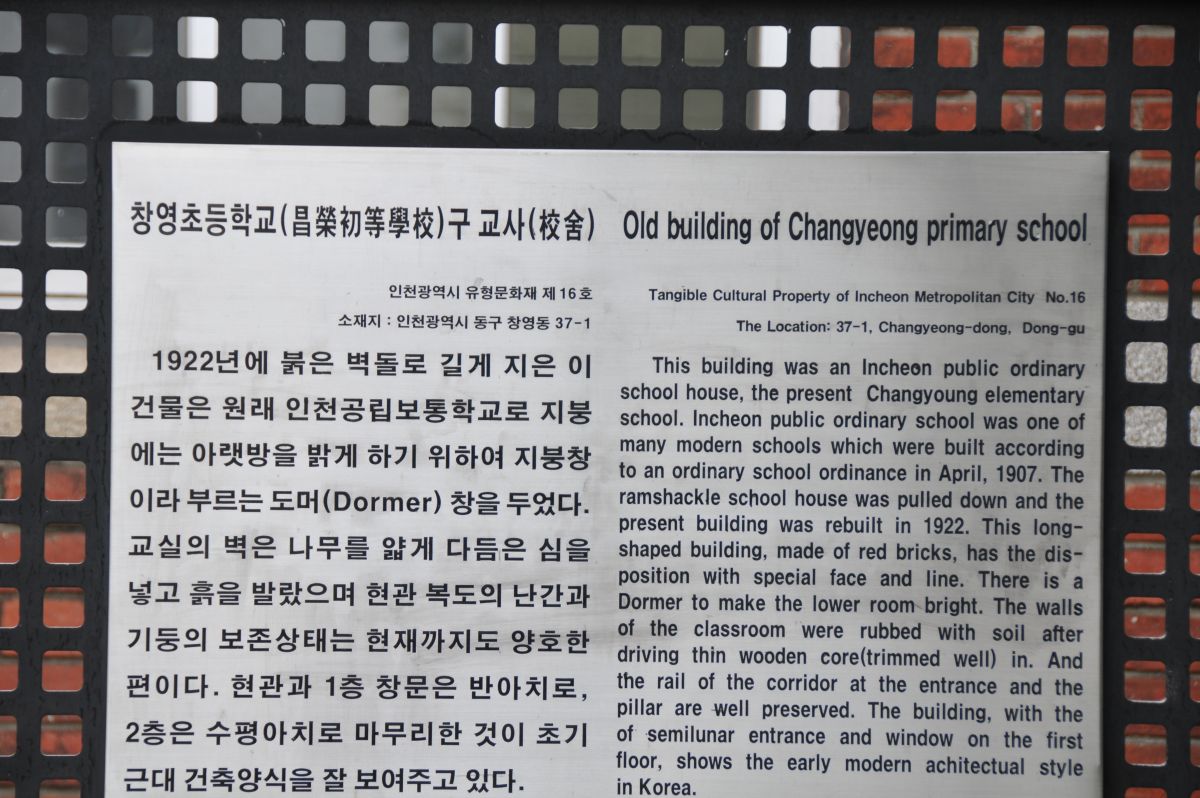 창영초등학교(昌榮初等學校)구 교사(校舍)
인천광역시 유형문화재 제16호
소재지 : 인천광역시 동구 창영동 37-1
1922년에 붉은 벽돌로 길게 지은 이
건물은 원래 인천공립보통학교로 지붕
에는 아랫방을 밝게 하기 위하여 지붕창
이라 부르는 도머(Dormer) 창을 두었다.
교실의 벽은 나무를 얇게 다듬은 심을
넣고 흙을 발랐으며 현관 복도의 난간과
기둥의 보존상태는 현재까지도 양호한
편이다. 현관과 1층 창문은 반아치로,
2층은 수평아치로 마무리한 것이 초기
근대 건축양식을 잘 보여주고 있다.
Old building of Changyeong primary school
Tangible Cultural Property of Incheon Metropolitan City No.16
The Location: 37-1, Changyeong-dong, Dong-gu
This building was an Incheon public ordinary
school house, the present Changyoung elementary
school. Incheon public ordinary school was one of
many modern schools which were built according
to an ordinary school ordinance in April, 1907. The
ramshackle school house was pulled down and the
present building was rebuilt in 1922. This long-
shaped building, made of red bricks, has the dis-
position with special face and line. There is a
Dormer to make the lower room bright. The walls
of the classroom were rubbed with soil after
driving thin wooden core(trimmed well) in. And
the rail of the corridor at the entrance and the
pillar are well preserved. The building, with the
of semilunar entrance and window on the first
floor, shows the early modern achitectual style
in Korea.